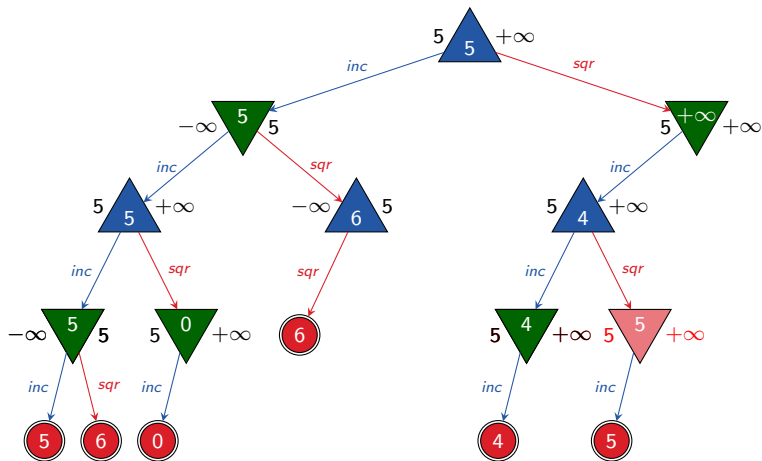 5 5 +∞
inc sqr
−∞ 5 5
5 +∞ +∞
inc sqr inc
5 5 +∞
−∞ 6 5
5 4 +∞
inc sqr sqr inc sqr
−∞ 5 5
5 0 +∞
6
5 4 +∞
5 5 +∞
inc sqr inc inc inc
5 6 0 4 5